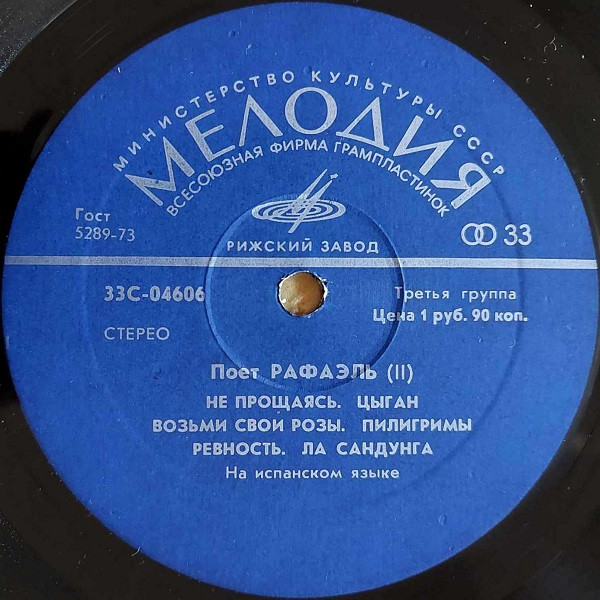 МИНИСТЕРСТВО КУЛЬТУРЫ СССР
МЕЛОДИЯ
ВСЕСОЮЗНАЯ ФИРМА ГРАМПЛАСТИНОК
Гост
5289-73
РИЖСКИЙ ЗАВОД
33
33С-04606
Третья группа
Цена 1 руб. 90 коп.
СТЕРЕО
Поет РАФАЭЛЬ (II)
НЕ ПРОЩАЯСЬ. ЦЫГАН
ВОЗЬМИ СВОИ РОЗЫ. ПИЛИГРИМЫ
РЕВНОСТЬ. ЛА САНДУНГА
На испанском языке